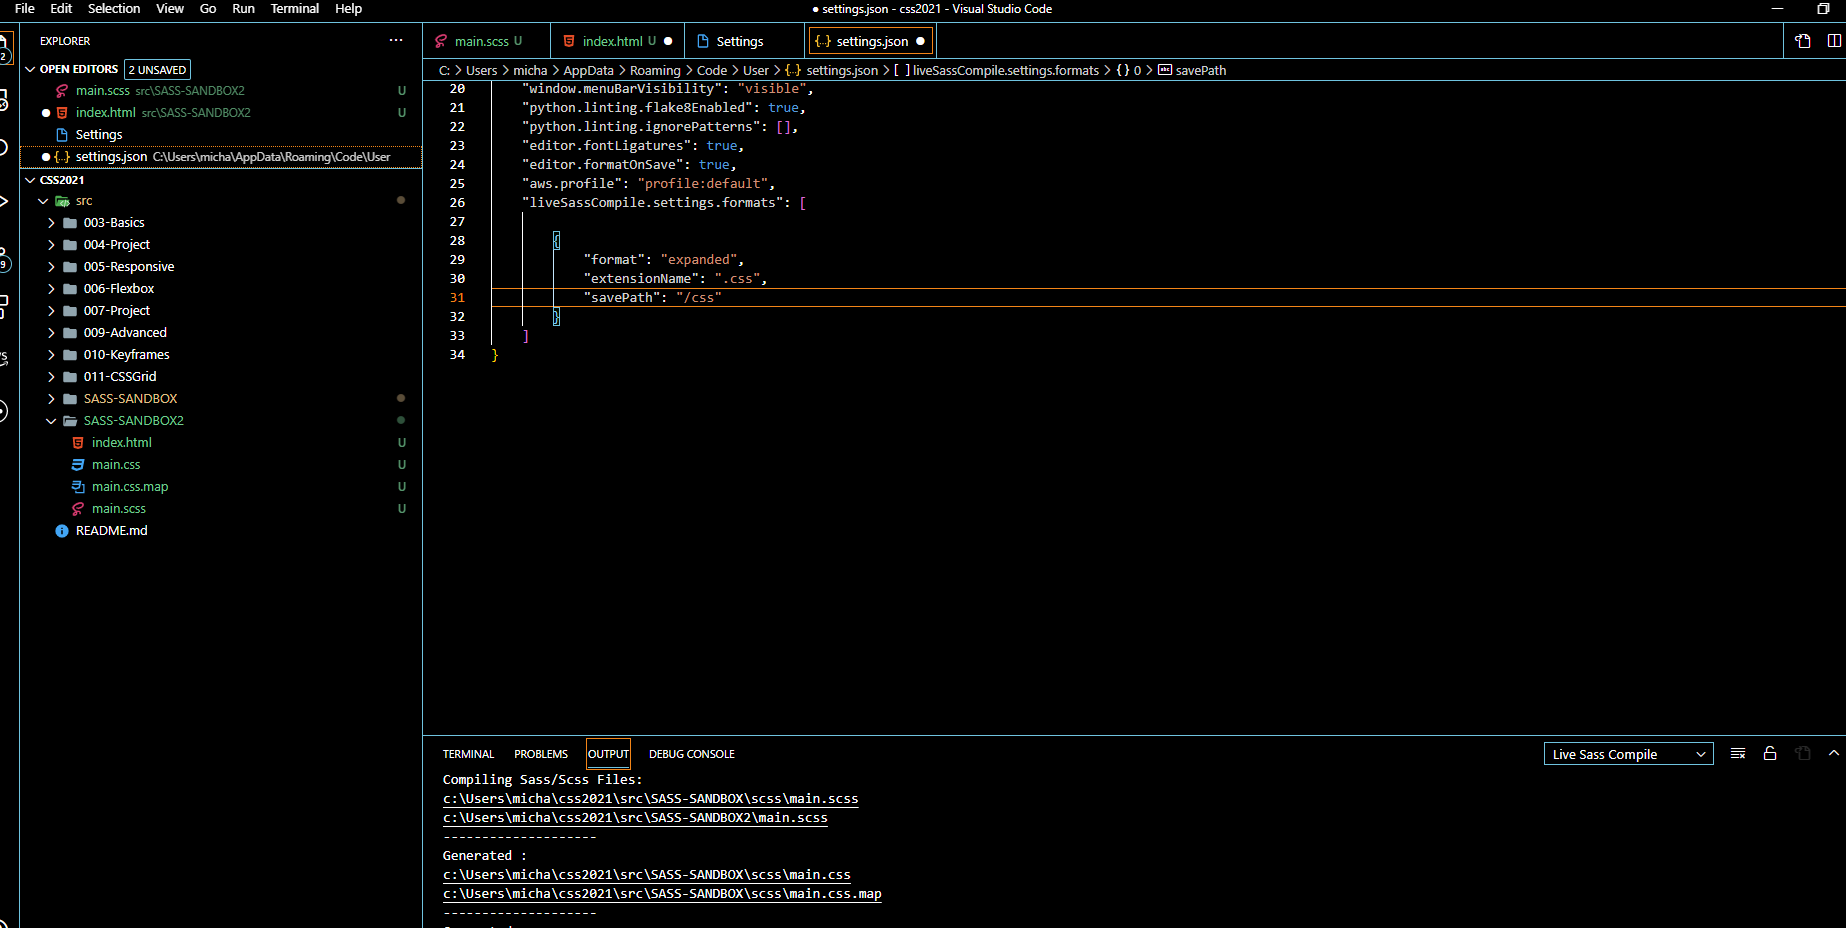 File Edit Selection View Go Run Terminal Help
● settings.json - css2021 - Visual Studio Code
EXPLORER
OPEN EDITORS 2 UNSAVED
main.scss src\SASS-SANDBOX2 U
index.html src\SASS-SANDBOX2 U
Settings
{..} settings.json C:\Users\micha\AppData\Roaming\Code\User
CSS2021
src
003-Basics
004-Project
005-Responsive
006-Flexbox
007-Project
009-Advanced
010-Keyframes
011-CSSGrid
SASS-SANDBOX
SASS-SANDBOX2
index.html U
main.css U
main.css.map U
main.scss U
README.md
main.scss U index.html U Settings {..} settings.json
C: > Users > micha > AppData > Roaming > Code > User > {..} settings.json > [ ] liveSassCompile.settings.formats > {} 0 > abc savePath
20 "window.menuBarVisibility": "visible",
21 "python.linting.flake8Enabled": true,
22 "python.linting.ignorePatterns": [],
23 "editor.fontLigatures": true,
24 "editor.formatOnSave": true,
25 "aws.profile": "profile:default",
26 "liveSassCompile.settings.formats": [
27
28 {
29 "format": "expanded",
30 "extensionName": ".css",
31 "savePath": "/css"
32 }
33 ]
34 }
TERMINAL PROBLEMS OUTPUT DEBUG CONSOLE Live Sass Compile
Compiling Sass/Scss Files:
c:\Users\micha\css2021\src\SASS-SANDBOX\scss\main.scss
c:\Users\micha\css2021\src\SASS-SANDBOX2\main.scss
--------------------
Generated :
c:\Users\micha\css2021\src\SASS-SANDBOX\scss\main.css
c:\Users\micha\css2021\src\SASS-SANDBOX\scss\main.css.map
--------------------